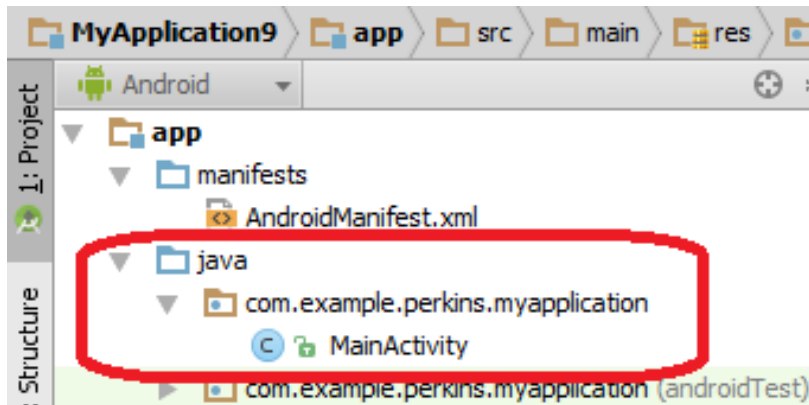 MyApplication9 app src main res
Android
1: Project
app
manifests
AndroidManifest.xml
java
com.example.perkins.myapplication
MainActivity
Structure
com.example.perkins.myapplication (androidTest)